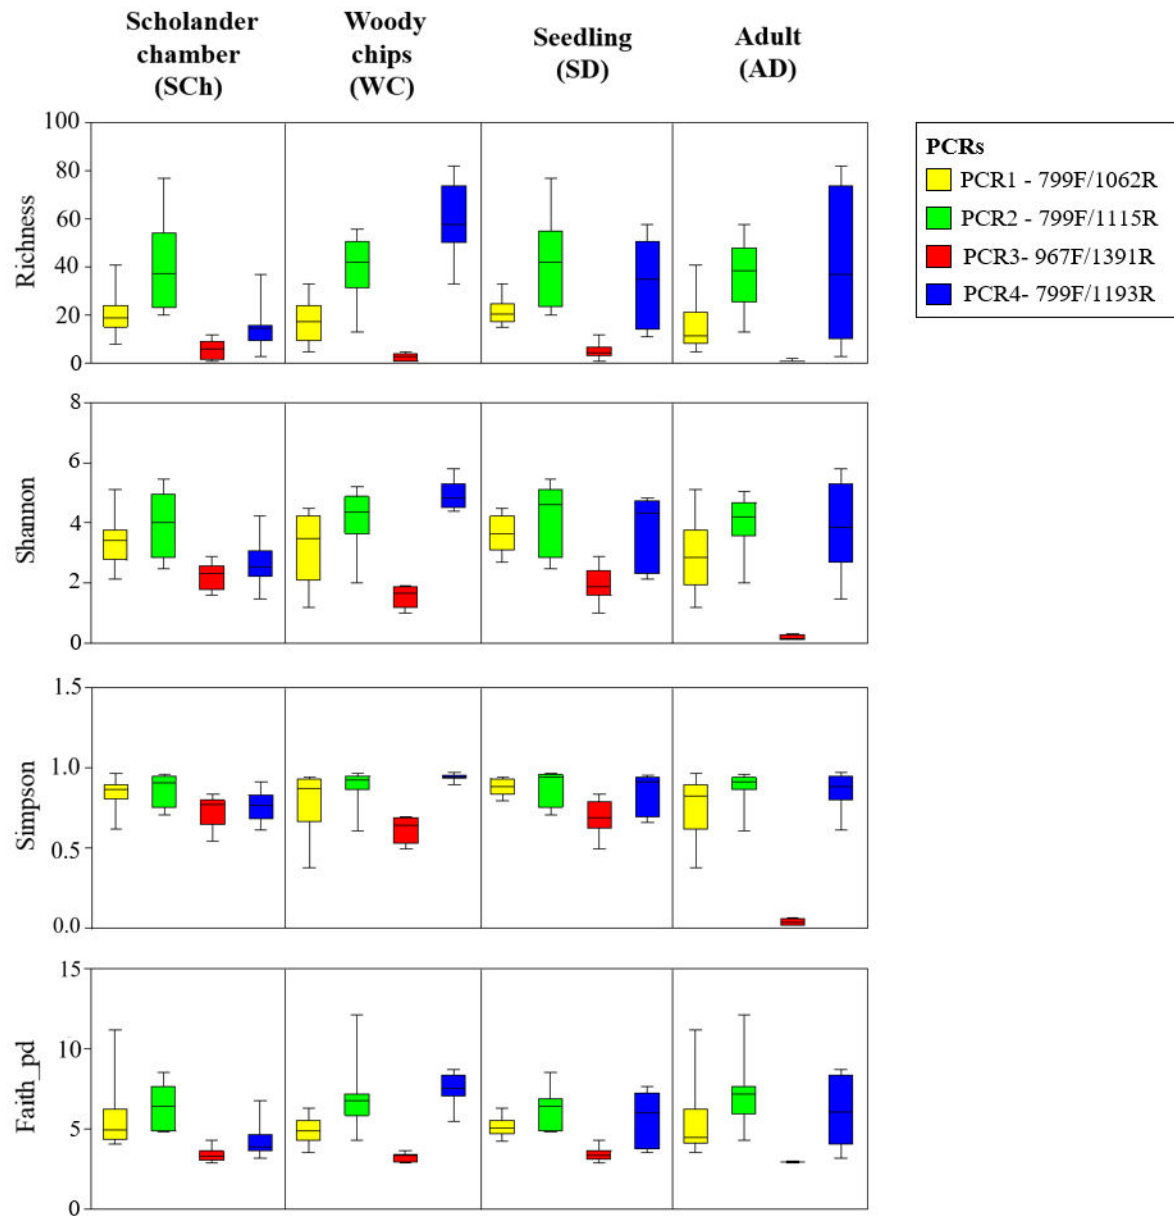 Scholander
chamber
(SCh)
Woody
chips
(WC)
Seedling
(SD)
Adult
(AD)
Richness
100
80
60
40
20
0
PCRs
PCR1 - 799F/1062R
PCR2 - 799F/1115R
PCR3- 967F/1391R
PCR4- 799F/1193R
Shannon
8
6
4
2
0
Simpson
1.5
1.0
0.5
0.0
Faith_pd
15
10
5
0